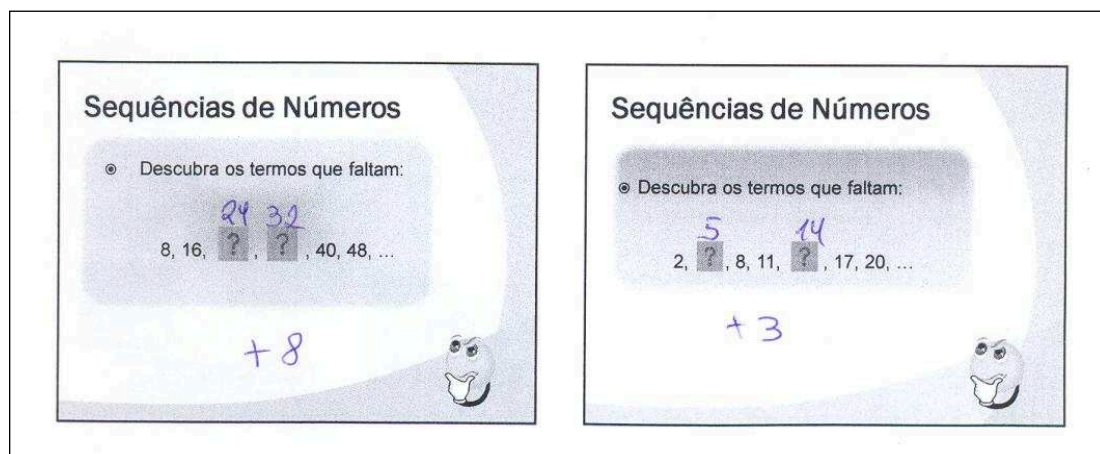 Sequências de Números
Descubra os termos que faltam:
24 32
8, 16, ? , ? , 40, 48, ...
+ 8
Sequências de Números
Descubra os termos que faltam:
5 14
2, ? , 8, 11, ? , 17, 20, ...
+ 3